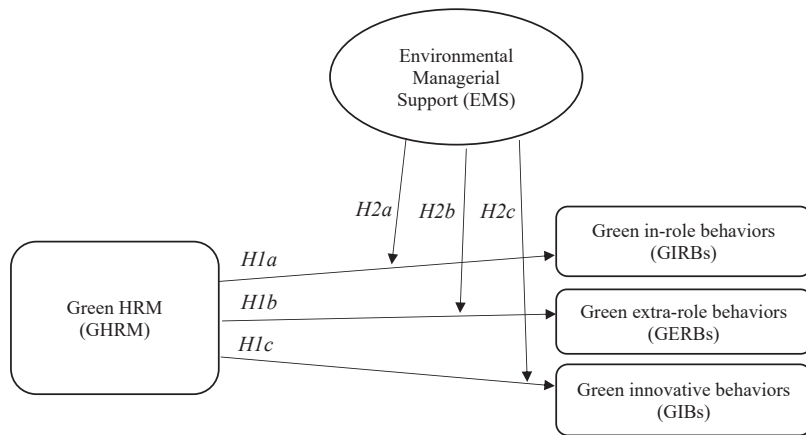 Environmental
Managerial
Support (EMS)
H2a
H2b
H2c
Green in-role behaviors
(GIRBs)
H1a
Green HRM
(GHRM)
H1b
Green extra-role behaviors
(GERBs)
H1c
Green innovative behaviors
(GIBs)